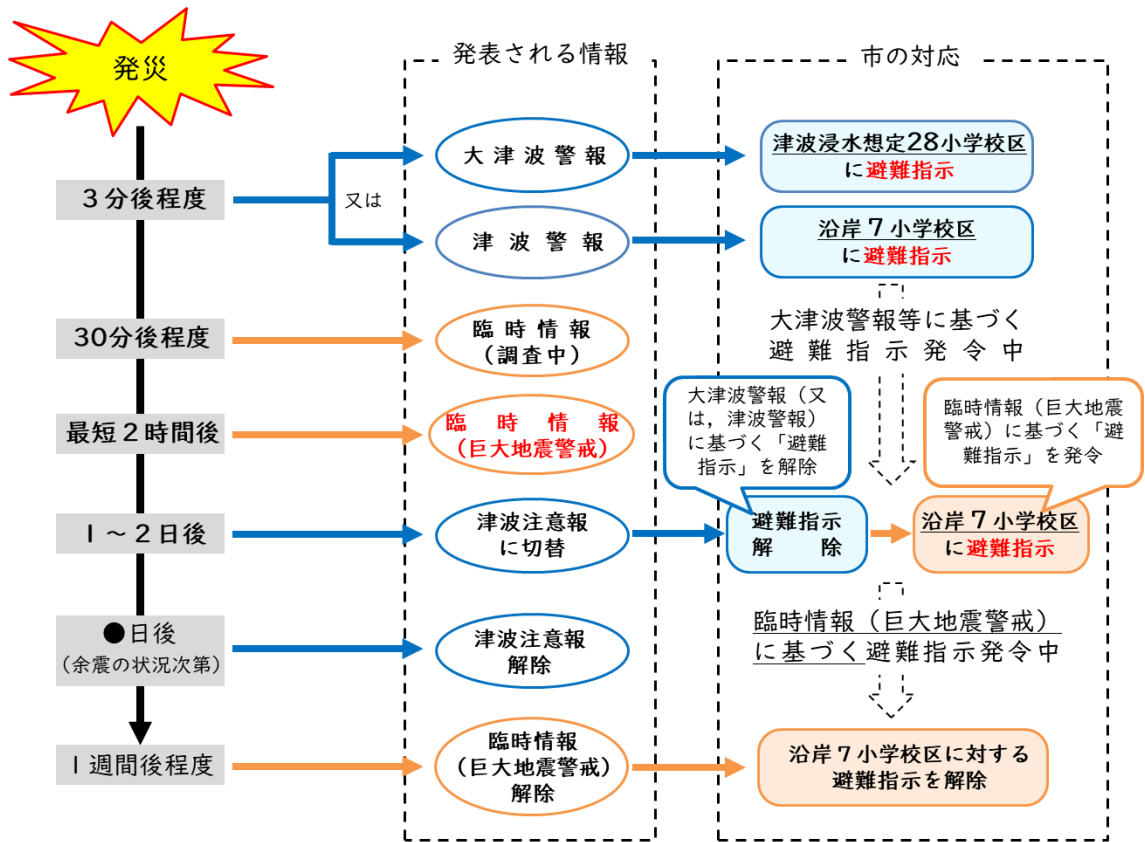 発災
発表される情報
市の対応
3分後程度
又は
大津波警報
津波警報
津波浸水想定28小学校区
に避難指示
沿岸7小学校区
に避難指示
30分後程度
臨時情報
(調査中)
大津波警報等に基づく
避難指示発令中
最短2時間後
臨時情報
(巨大地震警戒)
大津波警報(又
は,津波警報)
に基づく「避難
指示」を解除
臨時情報(巨大地震
警戒)に基づく「避
難指示」を発令
1~2日後
津波注意報
に切替
避難指示
解除
沿岸7小学校区
に避難指示
●日後
(余震の状況次第)
津波注意報
解除
臨時情報(巨大地震警戒)
に基づく避難指示発令中
1週間後程度
臨時情報
(巨大地震警戒)
解除
沿岸7小学校区に対する
避難指示を解除